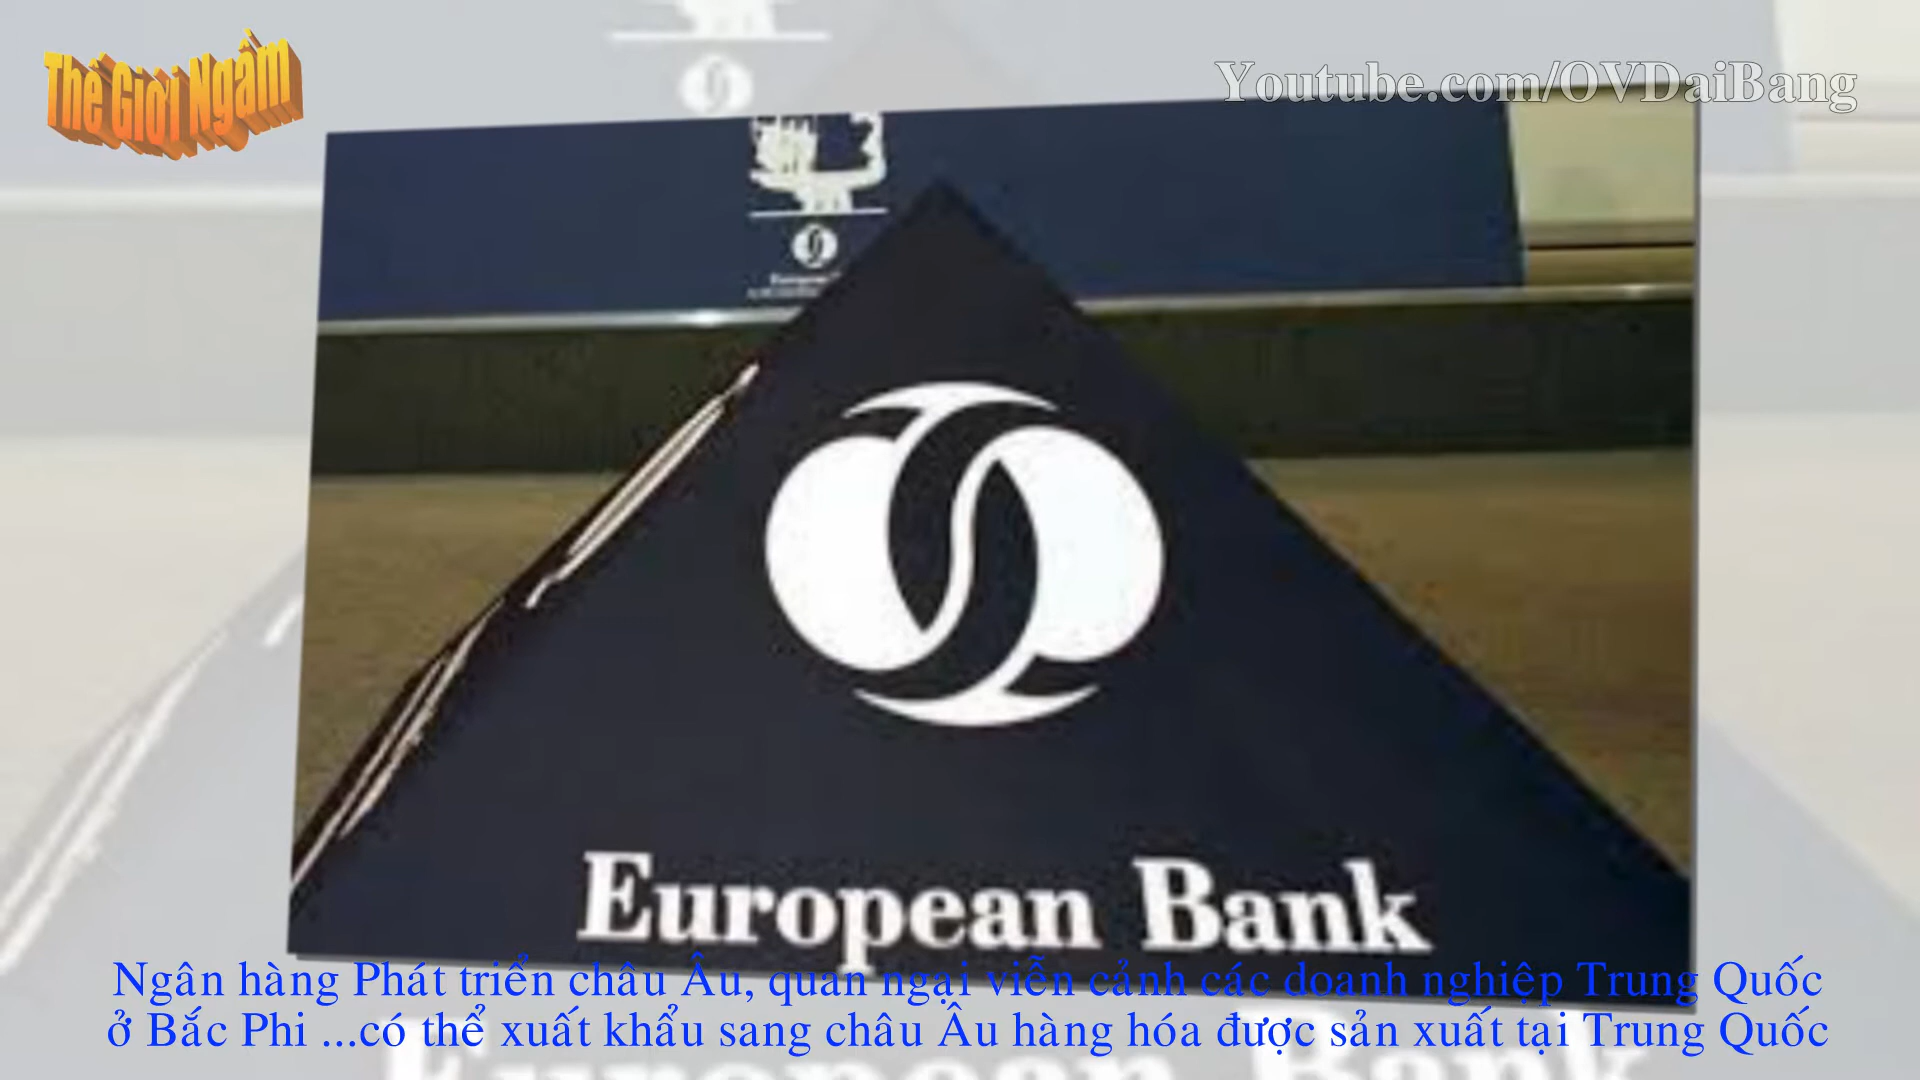 Thế Giới Ngầm
Youtube.com/OVDaiBang
European Bank
Ngân hàng Phát triển châu Âu, quan ngại viễn cảnh các doanh nghiệp Trung Quốc
ở Bắc Phi ...có thể xuất khẩu sang châu Âu hàng hóa được sản xuất tại Trung Quốc
European Bank